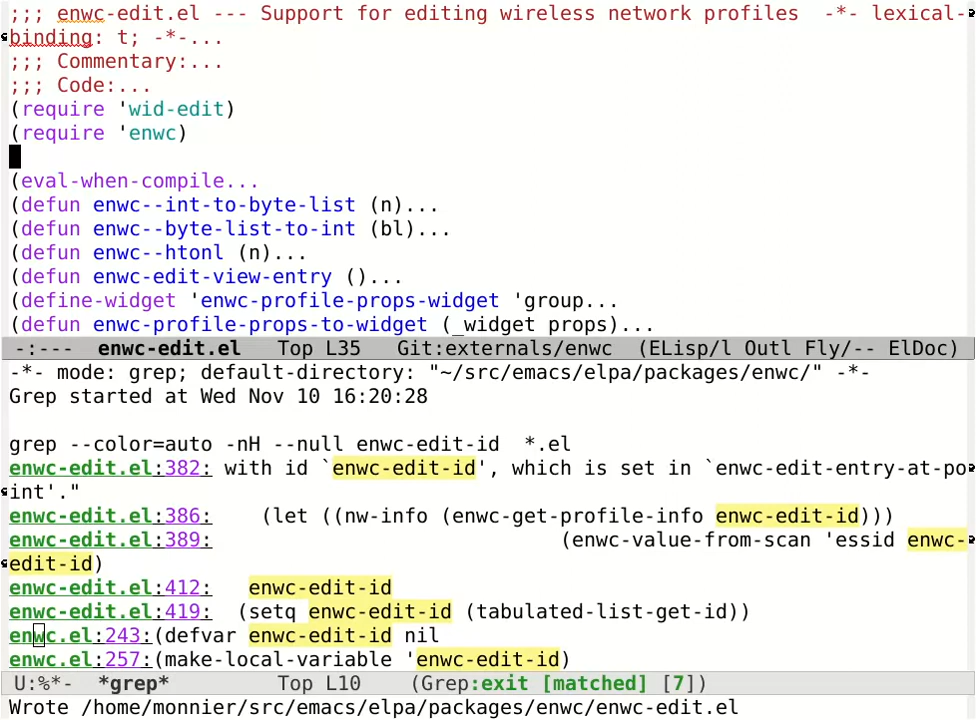 ;;; enwc-edit.el --- Support for editing wireless network profiles  -*- lexical-
binding: t; -*-...
;;; Commentary:...
;;; Code:...
(require 'wid-edit)
(require 'enwc)
(eval-when-compile...
(defun enwc--int-to-byte-list (n)...
(defun enwc--byte-list-to-int (bl)...
(defun enwc--htonl (n)...
(defun enwc-edit-view-entry ()...
(define-widget 'enwc-profile-props-widget 'group...
(defun enwc-profile-props-to-widget (_widget props)...
-:---  enwc-edit.el   Top L35   Git:externals/enwc  (ELisp/l Outl Fly/-- ElDoc)
-*- mode: grep; default-directory: "~/src/emacs/elpa/packages/enwc/" -*-
Grep started at Wed Nov 10 16:20:28
grep --color=auto -nH --null enwc-edit-id  *.el
enwc-edit.el:382: with id `enwc-edit-id', which is set in `enwc-edit-entry-at-po
int'."
enwc-edit.el:386:    (let ((nw-info (enwc-get-profile-info enwc-edit-id)))
enwc-edit.el:389:                             (enwc-value-from-scan 'essid enwc-
edit-id)
enwc-edit.el:412:   enwc-edit-id
enwc-edit.el:419:  (setq enwc-edit-id (tabulated-list-get-id))
enwc.el:243:(defvar enwc-edit-id nil
enwc.el:257:(make-local-variable 'enwc-edit-id)
U:%*-  *grep*         Top L10    (Grep:exit [matched] [7])
Wrote /home/monnier/src/emacs/elpa/packages/enwc/enwc-edit.el